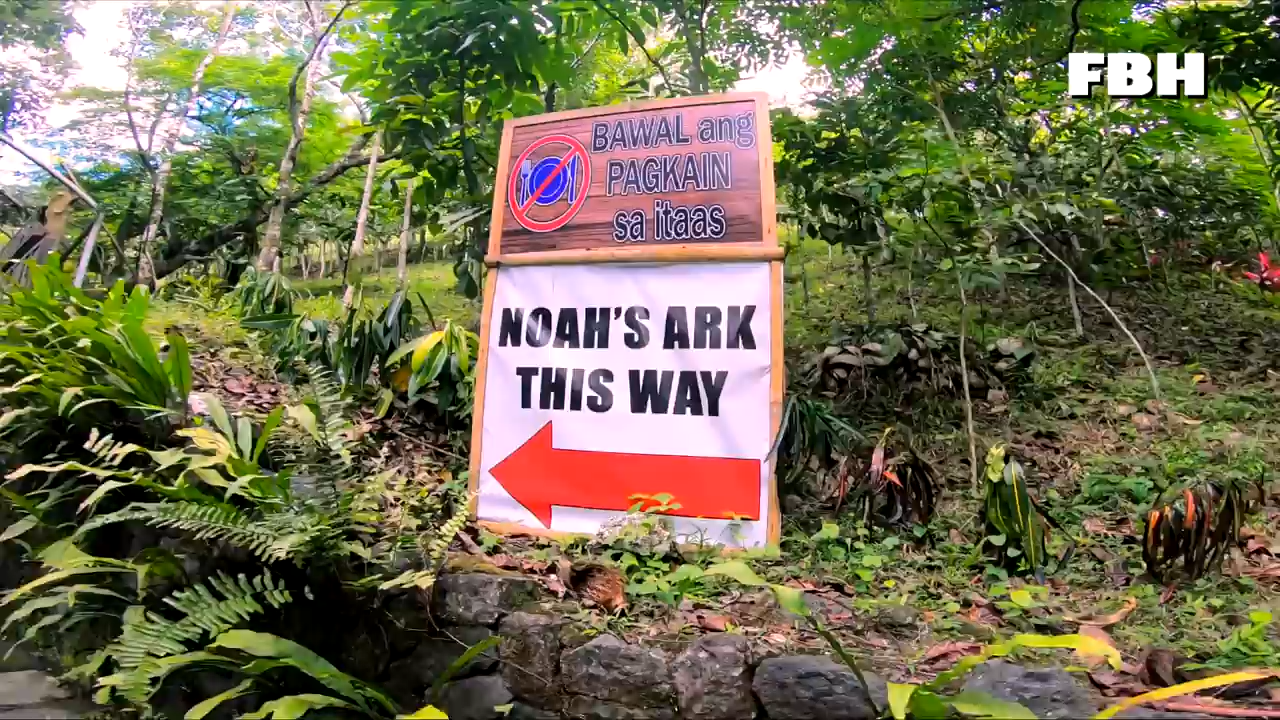 FBH
BAWAL ang
PAGKAIN
sa itaas
NOAH'S ARK
THIS WAY